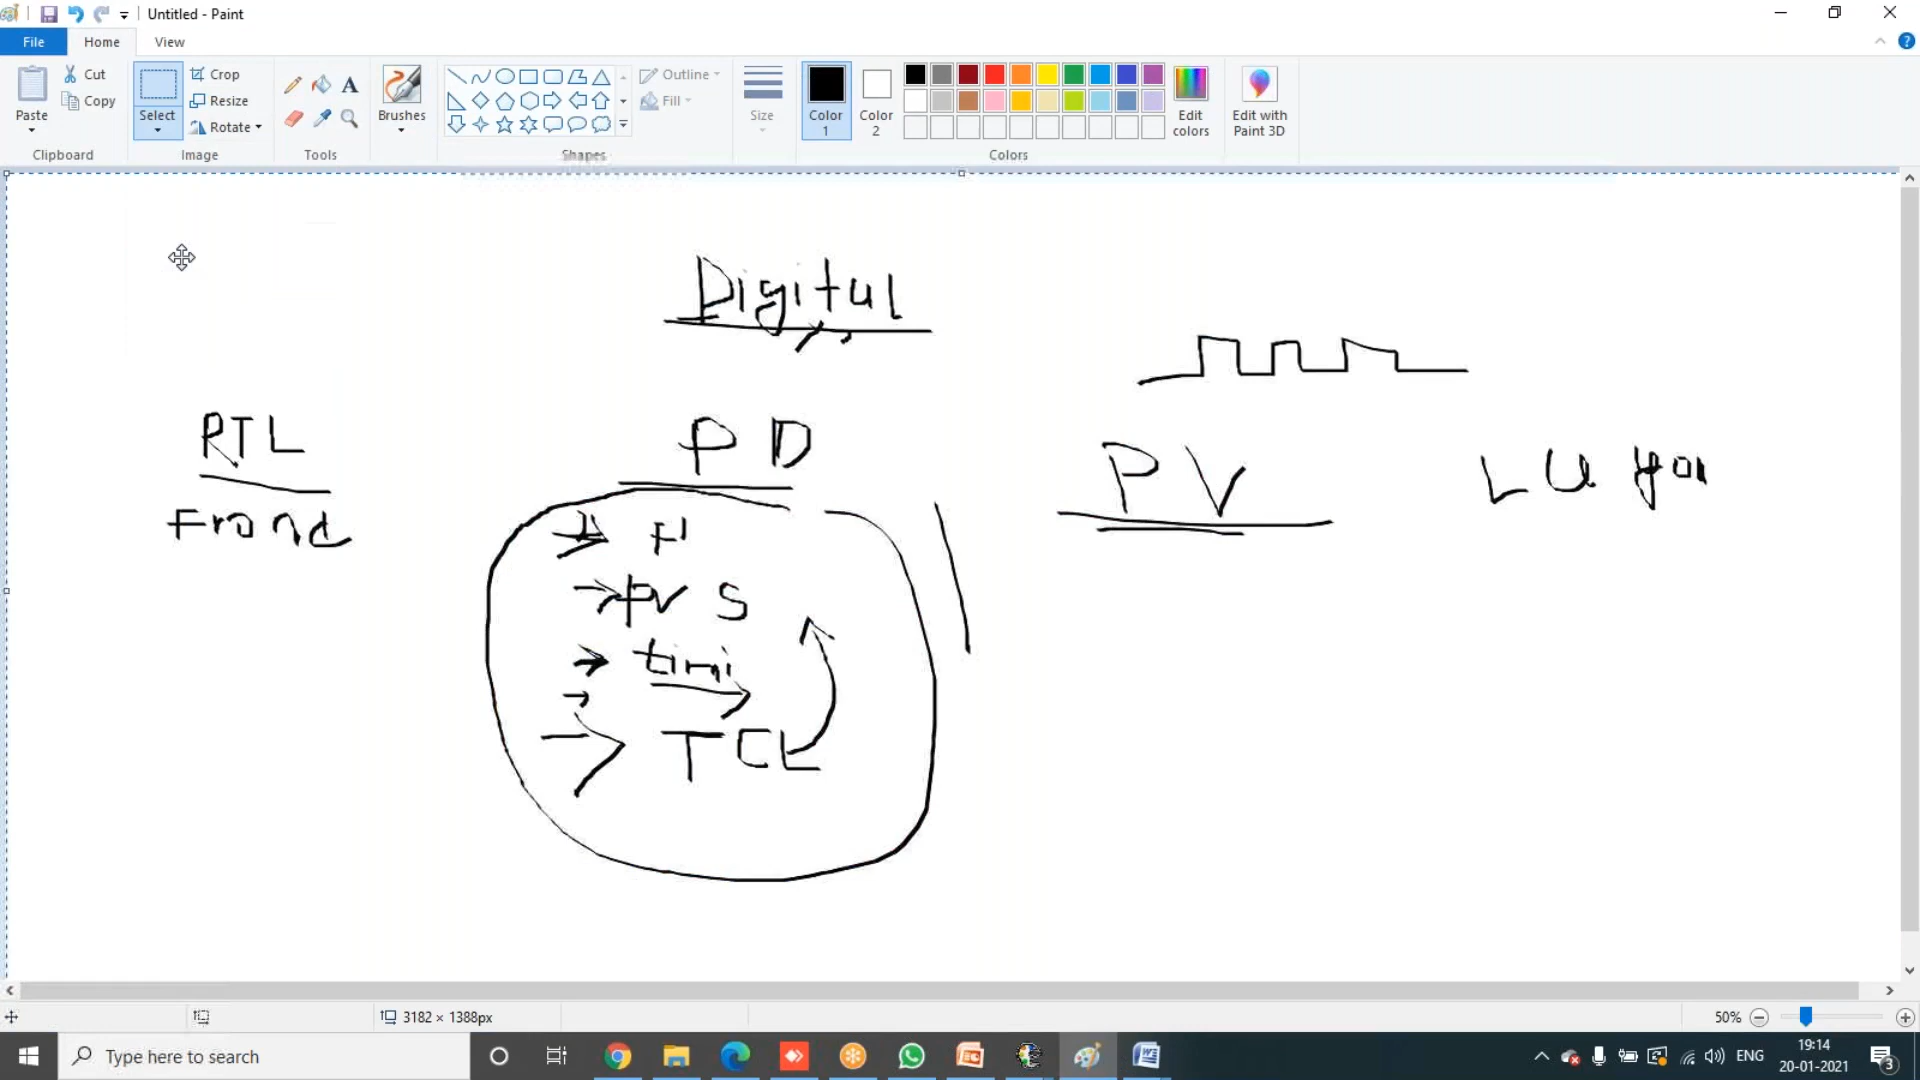 Untitled - Paint
File Home View
Paste
Cut
Copy
Clipboard
Select
Crop
Resize
Rotate
Image
Tools
Brushes
Shapes
Outline
Fill
Size
Color 1
Color 2
Edit colors
Edit with Paint 3D
Colors
Digital
RTL
PD
PV
PV S
timi
TCL
3182 × 1388px
50%
Type here to search
ENG
19:14
20-01-2021
3